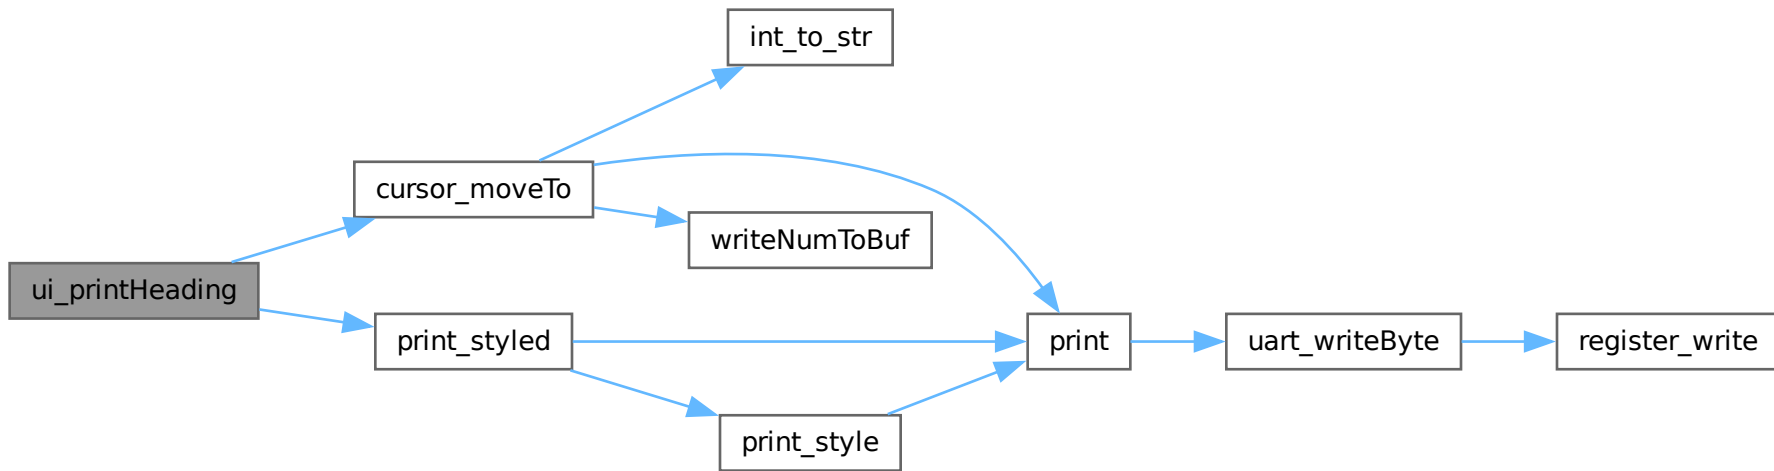 int_to_str
cursor_moveTo
writeNumToBuf
ui_printHeading
print_styled
print
uart_writeByte
register_write
print_style